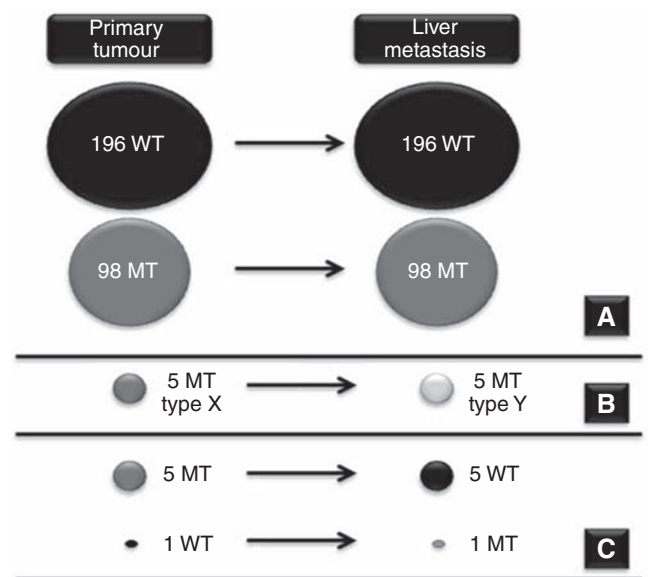 Primary
tumour
Liver
metastasis
196 WT
196 WT
98 MT
98 MT
A
5 MT
type X
5 MT
type Y
B
5 MT
5 WT
1 WT
1 MT
C